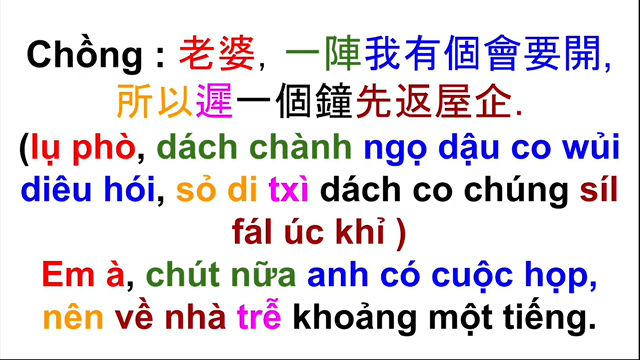 Chồng : 老婆, 一陣我有個會要開,
所以遲一個鐘先返屋企.
(lụ phò, dách chành ngọ dậu co wủi
diêu hói, sỏ di txì dách co chúng síl
fál úc khỉ )
Em à, chút nữa anh có cuộc họp,
nên về nhà trễ khoảng một tiếng.